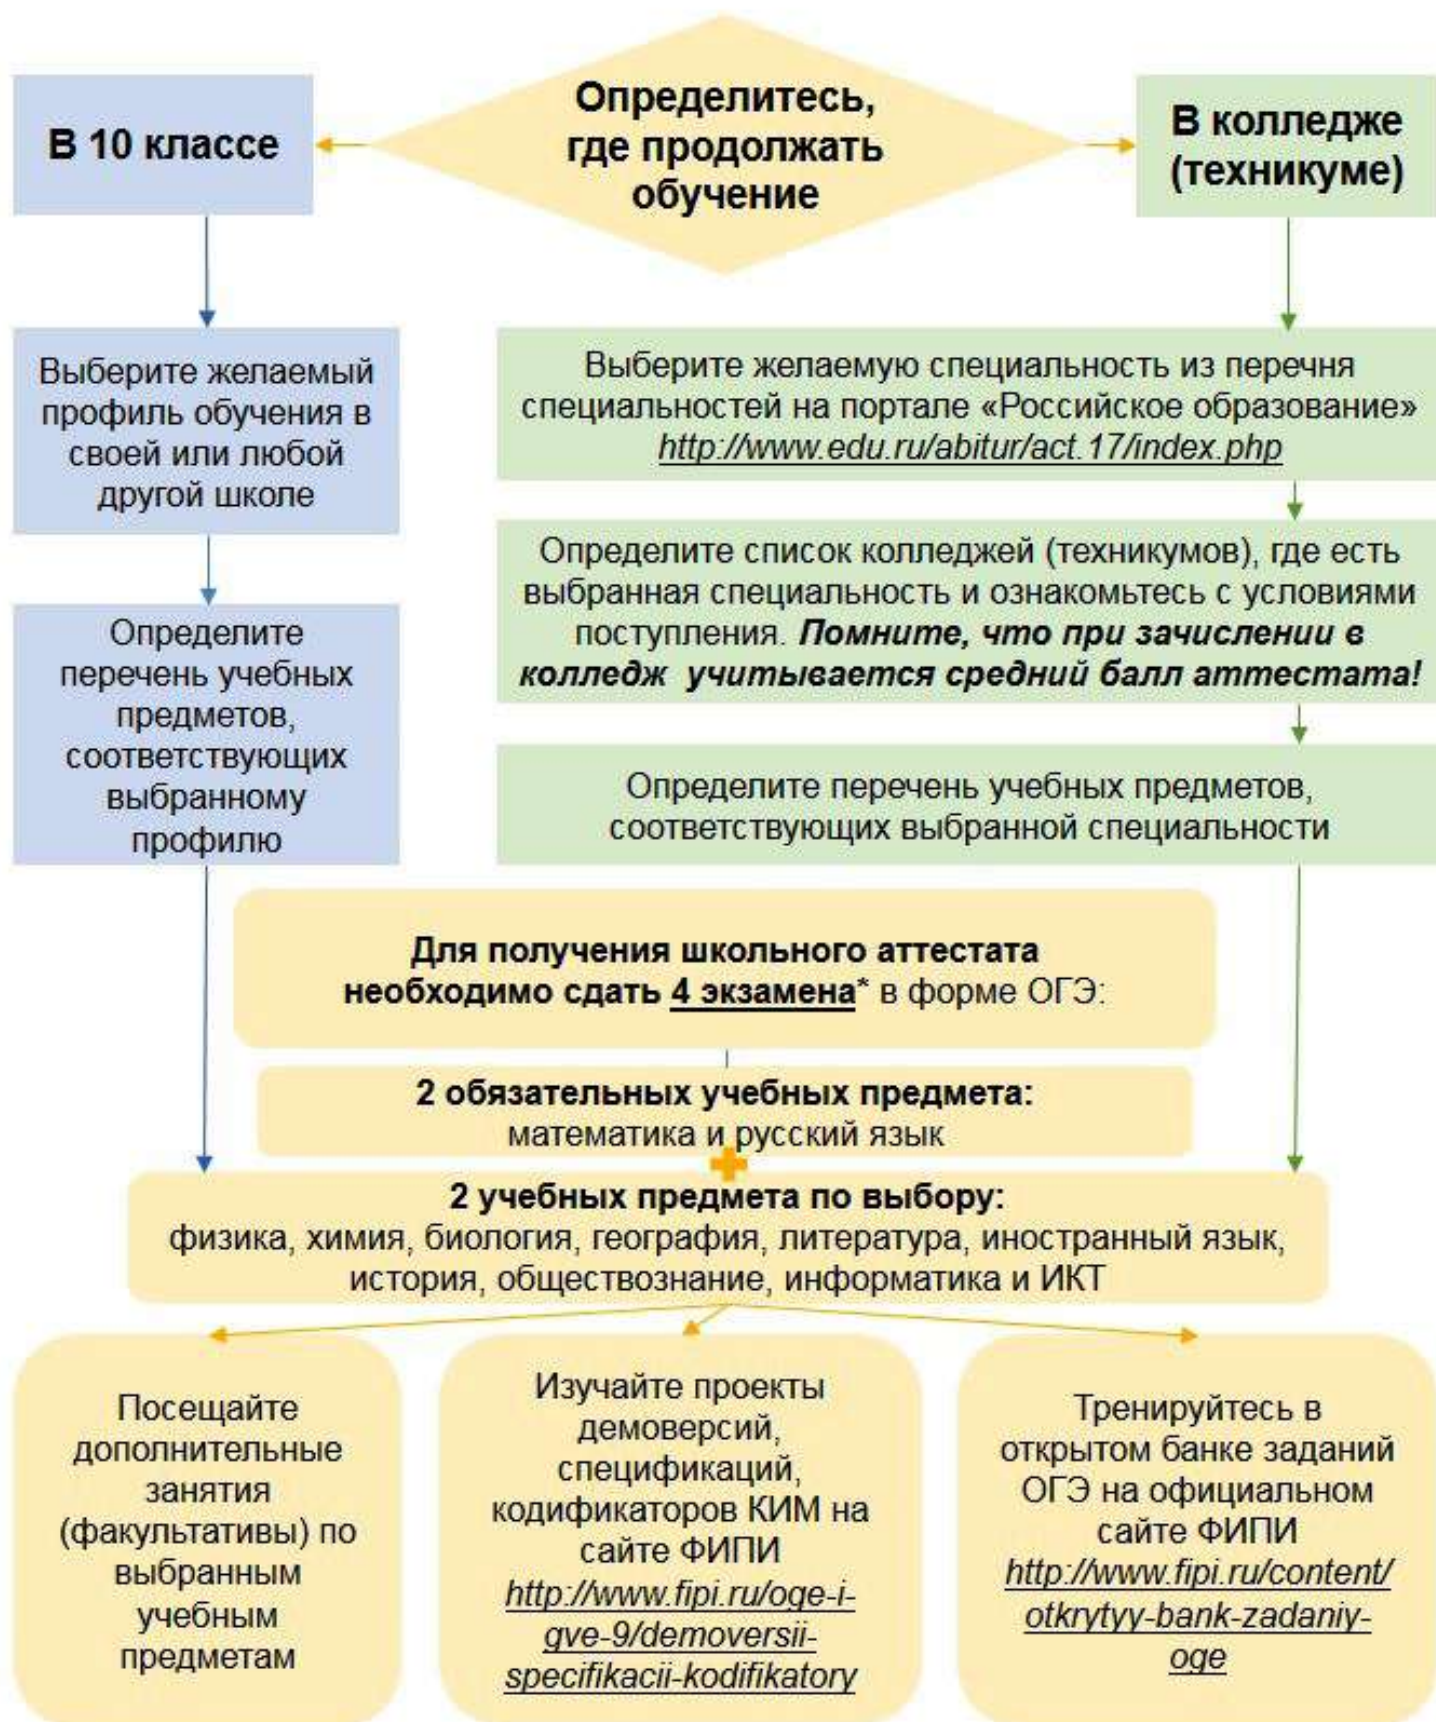 Определитесь,
где продолжать
обучение
В 10 классе
В колледже
(техникуме)
Выберите желаемый
профиль обучения в
своей или любой
другой школе
Определите
перечень учебных
предметов,
соответствующих
выбранному
профилю
Выберите желаемую специальность из перечня
специальностей на портале «Российское образование»
http://www.edu.ru/abitur/act.17/index.php
Определите список колледжей (техникумов), где есть
выбранная специальность и ознакомьтесь с условиями
поступления. Помните, что при зачислении в
колледж учитывается средний балл аттестата!
Определите перечень учебных предметов,
соответствующих выбранной специальности
Для получения школьного аттестата
необходимо сдать 4 экзамена* в форме ОГЭ:
2 обязательных учебных предмета:
математика и русский язык
2 учебных предмета по выбору:
физика, химия, биология, география, литература, иностранный язык,
история, обществознание, информатика и ИКТ
Посещайте
дополнительные
занятия
(факультативы) по
выбранным
учебным
предметам
Изучайте проекты
демоверсий,
спецификаций,
кодификаторов КИМ на
сайте ФИПИ
http://www.fipi.ru/oge-i-
gve-9/demoversii-
specifikacii-kodifikatory
Тренируйтесь в
открытом банке заданий
ОГЭ на официальном
сайте ФИПИ
http://www.fipi.ru/content/
otkrytyy-bank-zadaniy-
oge